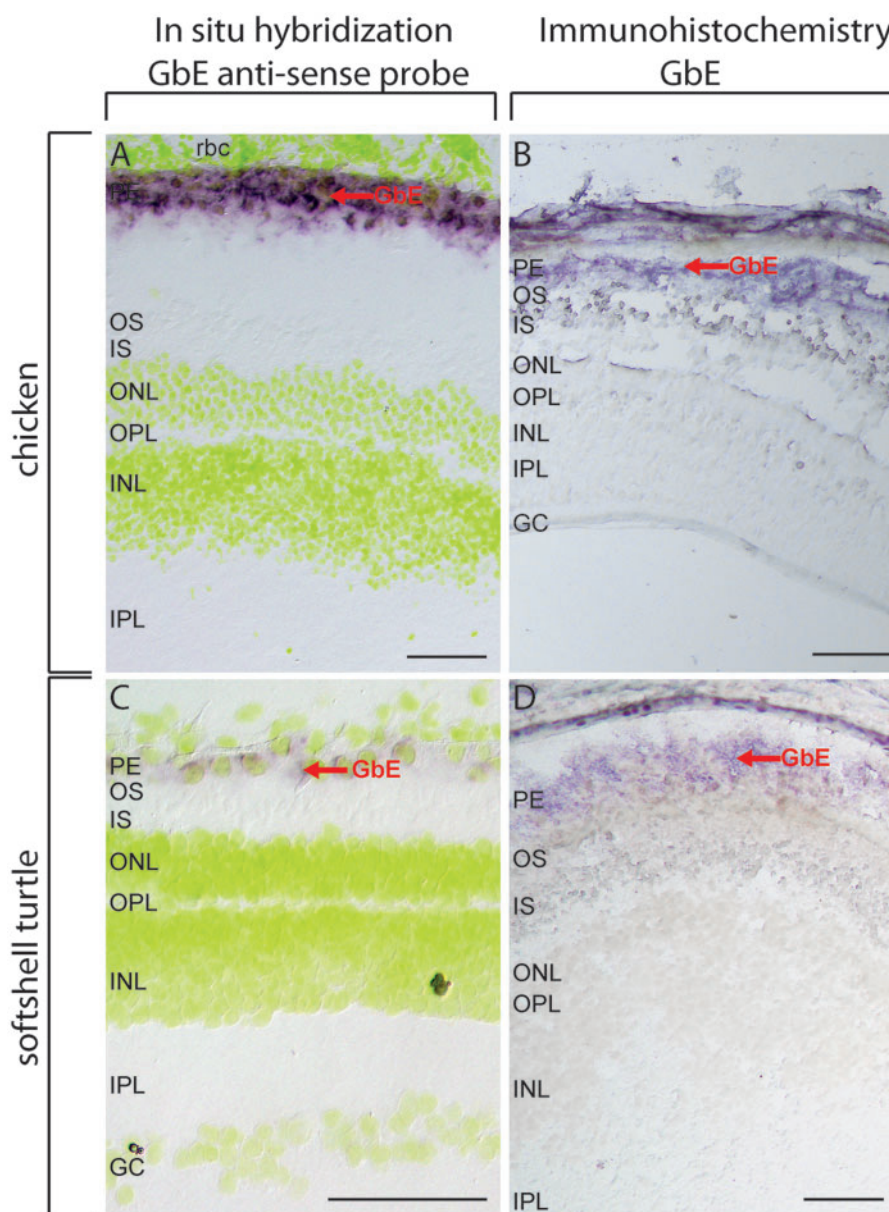 In situ hybridization
GbE anti-sense probe
Immunohistochemistry
GbE
chicken
A
rbc
PE
GbE
OS
IS
ONL
OPL
INL
IPL
B
PE
GbE
OS
IS
ONL
OPL
INL
IPL
GC
softshell turtle
C
PE
GbE
OS
IS
ONL
OPL
INL
IPL
GC
D
GbE
PE
OS
IS
ONL
OPL
INL
IPL